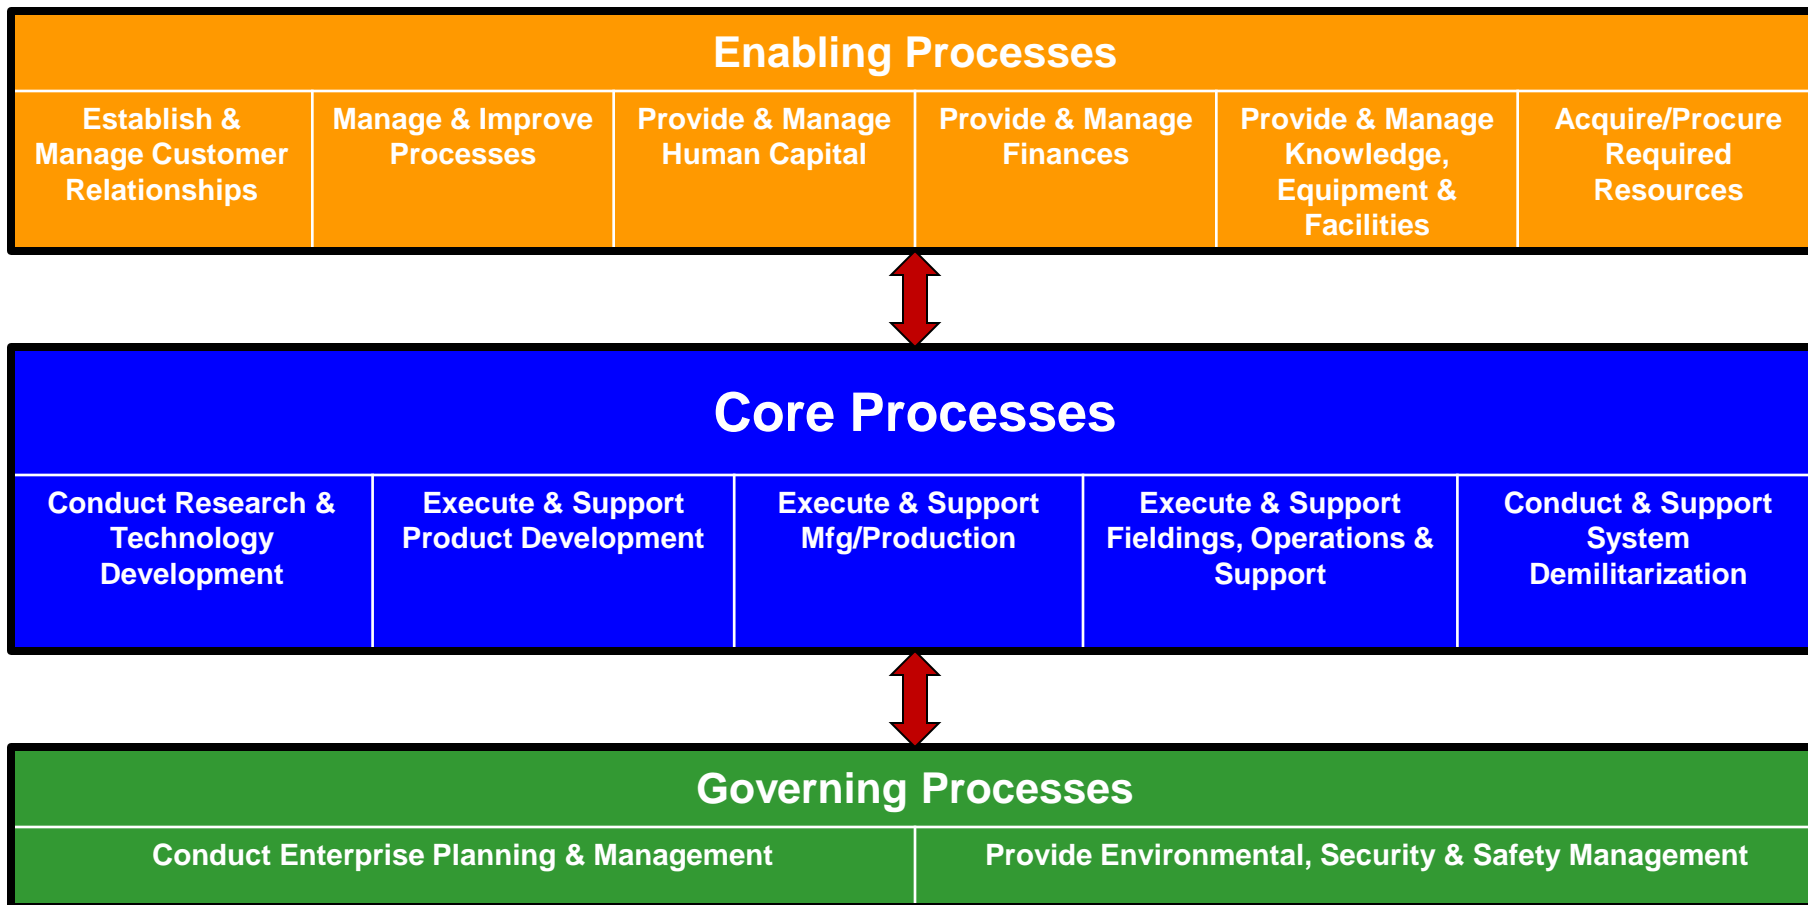 Enabling Processes
Establish &
Manage Customer
Relationships
Manage & Improve
Processes
Provide & Manage
Human Capital
Provide & Manage
Finances
Provide & Manage
Knowledge,
Equipment &
Facilities
Acquire/Procure
Required
Resources
Core Processes
Conduct Research &
Technology
Development
Execute & Support
Product Development
Execute & Support
Mfg/Production
Execute & Support
Fieldings, Operations &
Support
Conduct & Support
System
Demilitarization
Governing Processes
Conduct Enterprise Planning & Management
Provide Environmental, Security & Safety Management